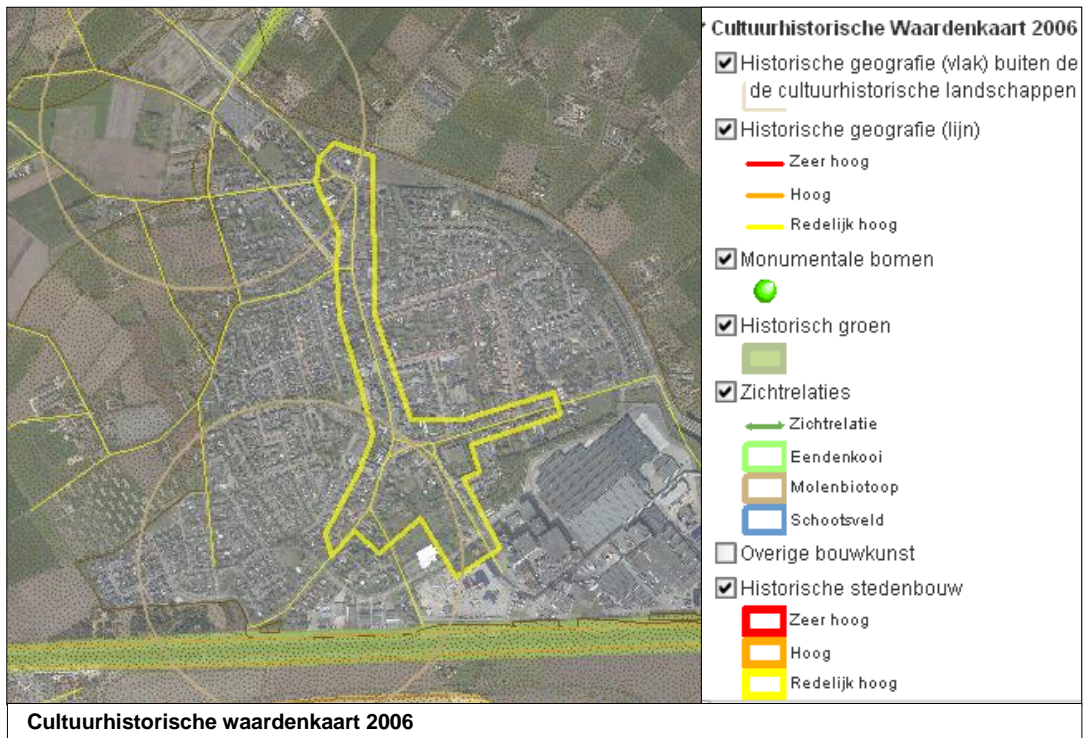 Cultuurhistorische Waardenkaart 2006
Historische geografie (vlak) buiten de
de cultuurhistorische landschappen
Historische geografie (lijn)
Zeer hoog
Hoog
Redelijk hoog
Monumentale bomen
Historisch groen
Zichtrelaties
Zichtrelatie
Eendenkooi
Molenbiotoop
Schootsveld
Overige bouwkunst
Historische stedenbouw
Zeer hoog
Hoog
Redelijk hoog
Cultuurhistorische waardenkaart 2006